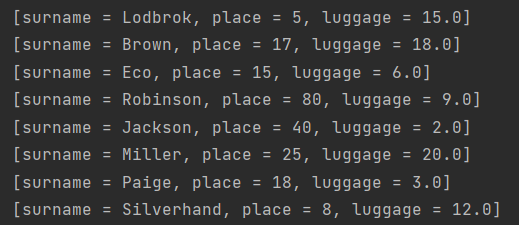 [surname = Lodbrok, place = 5, luggage = 15.0]
[surname = Brown, place = 17, luggage = 18.0]
[surname = Eco, place = 15, luggage = 6.0]
[surname = Robinson, place = 80, luggage = 9.0]
[surname = Jackson, place = 40, luggage = 2.0]
[surname = Miller, place = 25, luggage = 20.0]
[surname = Paige, place = 18, luggage = 3.0]
[surname = Silverhand, place = 8, luggage = 12.0]